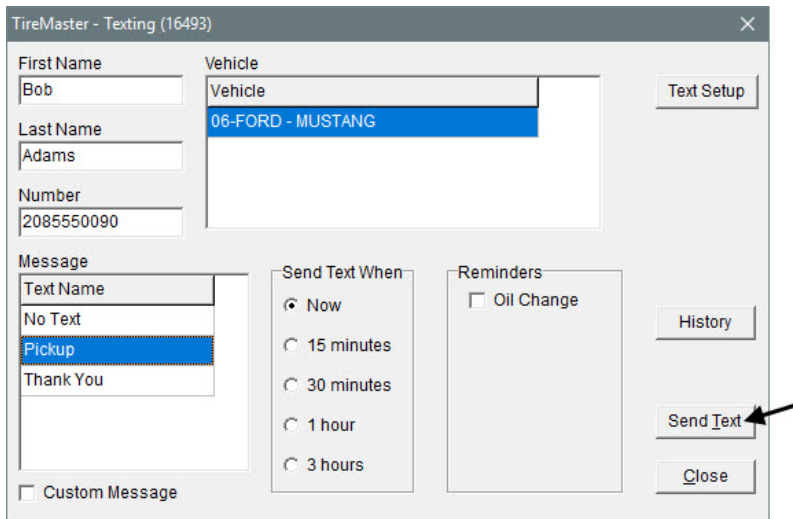 TireMaster - Texting (16493)
First Name
Bob
Last Name
Adams
Number
2085550090
Vehicle
Vehicle
06-FORD - MUSTANG
Text Setup
Message
Text Name
No Text
Pickup
Thank You
Custom Message
Send Text When
Now
15 minutes
30 minutes
1 hour
3 hours
Reminders
Oil Change
History
Send Text
Close